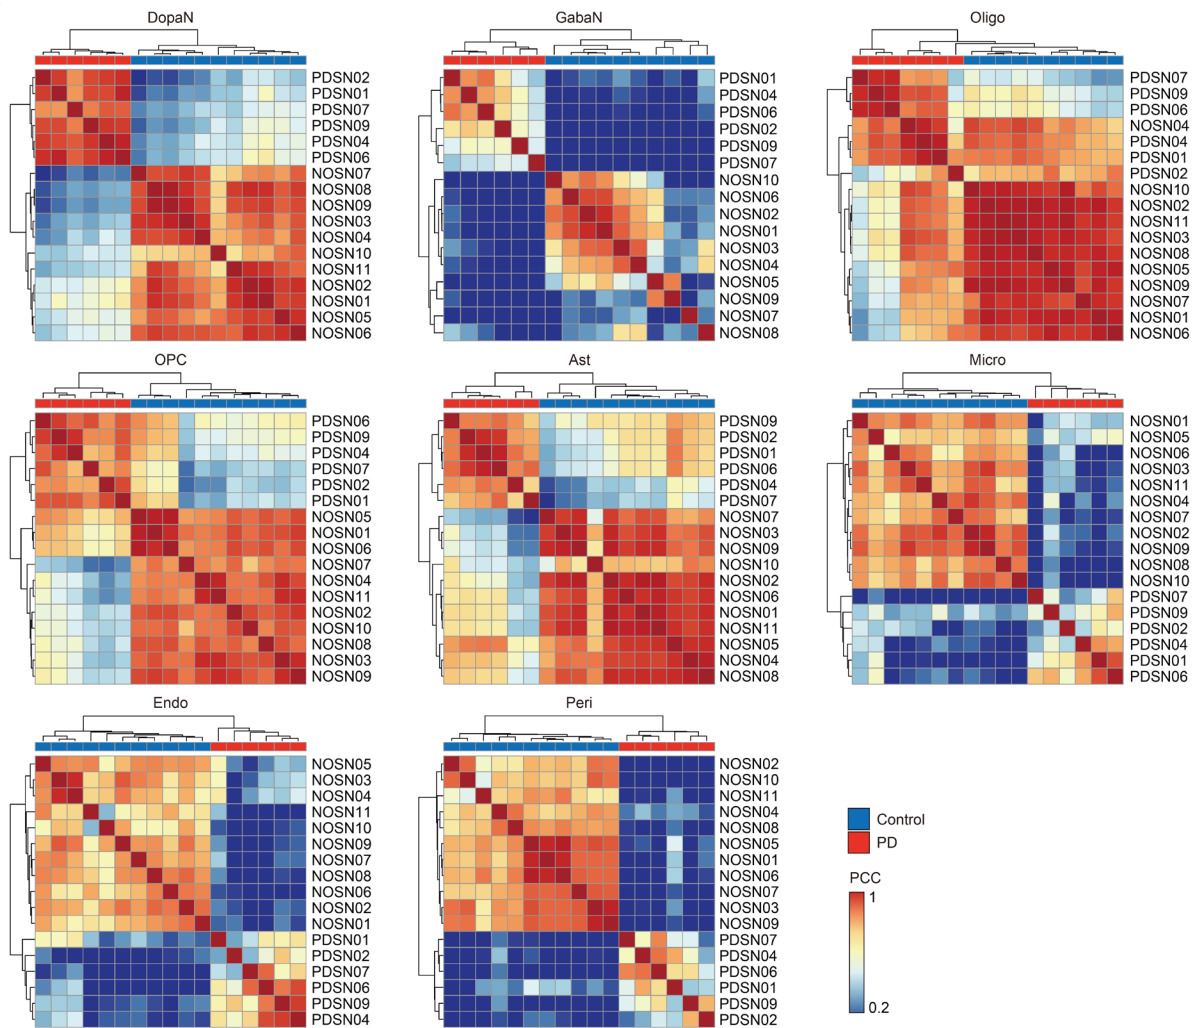 DopaN
PDSN02
PDSN01
PDSN07
PDSN09
PDSN04
PDSN06
NOSN07
NOSN08
NOSN09
NOSN03
NOSN04
NOSN10
NOSN11
NOSN02
NOSN01
NOSN05
NOSN06
GabaN
PDSN01
PDSN04
PDSN06
PDSN02
PDSN09
PDSN07
NOSN10
NOSN06
NOSN02
NOSN01
NOSN03
NOSN04
NOSN05
NOSN09
NOSN07
NOSN08
Oligo
PDSN07
PDSN09
PDSN06
NOSN04
PDSN04
PDSN01
PDSN02
NOSN10
NOSN02
NOSN11
NOSN03
NOSN08
NOSN05
NOSN09
NOSN07
NOSN01
NOSN06
OPC
PDSN06
PDSN09
PDSN04
PDSN07
PDSN02
PDSN01
NOSN05
NOSN01
NOSN06
NOSN07
NOSN04
NOSN11
NOSN02
NOSN10
NOSN08
NOSN03
NOSN09
Ast
PDSN09
PDSN02
PDSN01
PDSN06
PDSN04
PDSN07
NOSN07
NOSN03
NOSN09
NOSN10
NOSN02
NOSN06
NOSN01
NOSN11
NOSN05
NOSN04
NOSN08
Micro
NOSN01
NOSN05
NOSN06
NOSN03
NOSN11
NOSN04
NOSN07
NOSN02
NOSN09
NOSN08
NOSN10
PDSN07
PDSN09
PDSN02
PDSN04
PDSN01
PDSN06
Endo
NOSN05
NOSN03
NOSN04
NOSN11
NOSN10
NOSN09
NOSN07
NOSN08
NOSN06
NOSN02
NOSN01
PDSN01
PDSN02
PDSN07
PDSN06
PDSN09
PDSN04
Peri
NOSN02
NOSN10
NOSN11
NOSN04
NOSN08
NOSN05
NOSN01
NOSN06
NOSN07
NOSN03
NOSN09
PDSN07
PDSN04
PDSN06
PDSN01
PDSN09
PDSN02
Control
PD
PCC
1
0.2